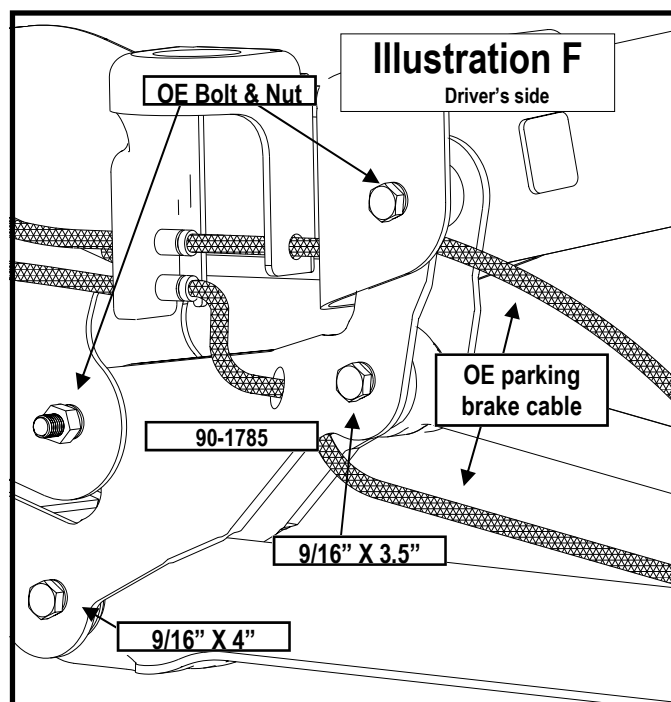 Illustration F
Driver’s side
OE Bolt & Nut
OE parking
brake cable
90-1785
9/16” X 3.5”
9/16” X 4”